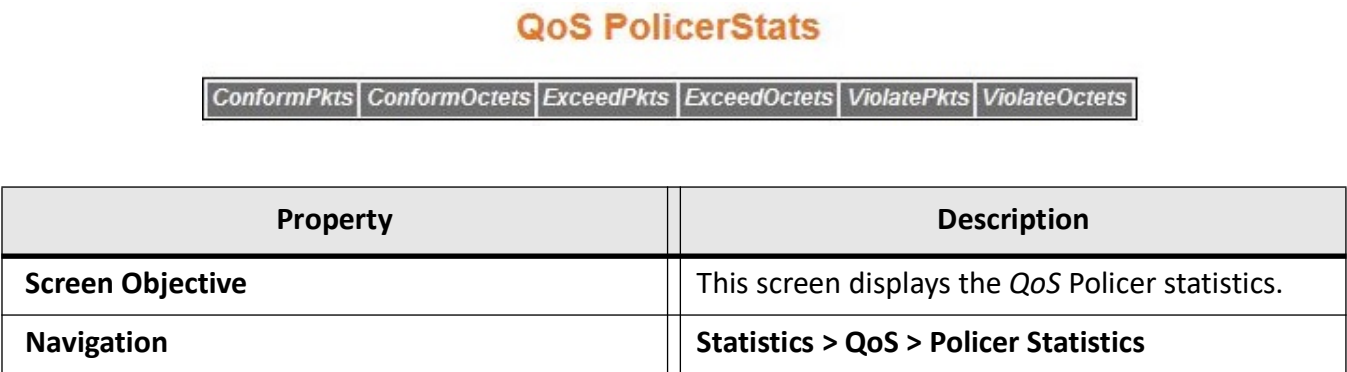 QoS PolicerStats
ConformPkts ConformOctets ExceedPkts ExceedOctets ViolatePkts ViolateOctets
Property Description
Screen Objective This screen displays the QoS Policer statistics.
Navigation Statistics > QoS > Policer Statistics